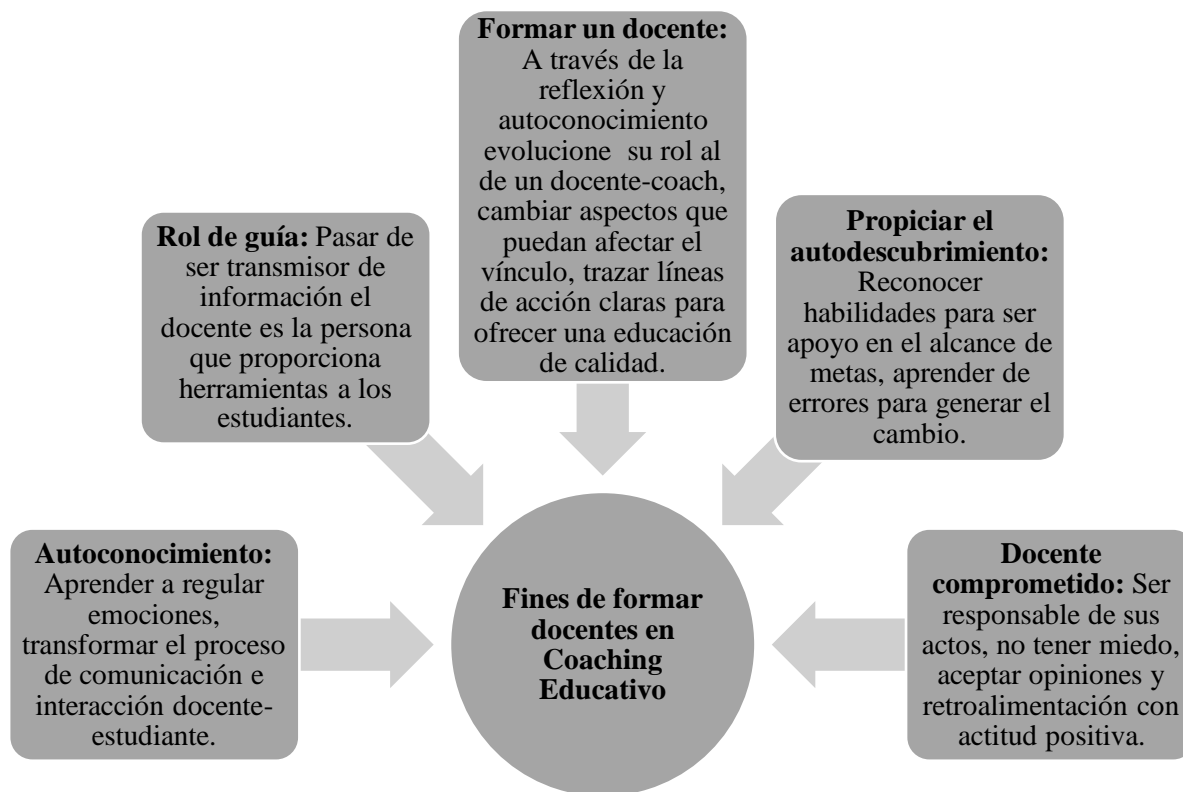 Formar un docente:
A través de la
reflexión y
autoconocimiento
evolucione su rol al
de un docente-coach,
cambiar aspectos que
puedan afectar el
vínculo, trazar líneas
de acción claras para
ofrecer una educación
de calidad.
Rol de guía: Pasar de
ser transmisor de
información el
docente es la persona
que proporciona
herramientas a los
estudiantes.
Propiciar el
autodescubrimiento:
Reconocer
habilidades para ser
apoyo en el alcance de
metas, aprender de
errores para generar el
cambio.
Autoconocimiento:
Aprender a regular
emociones,
transformar el proceso
de comunicación e
interacción docente-
estudiante.
Fines de formar
docentes en
Coaching
Educativo
Docente
comprometido: Ser
responsable de sus
actos, no tener miedo,
aceptar opiniones y
retroalimentación con
actitud positiva.